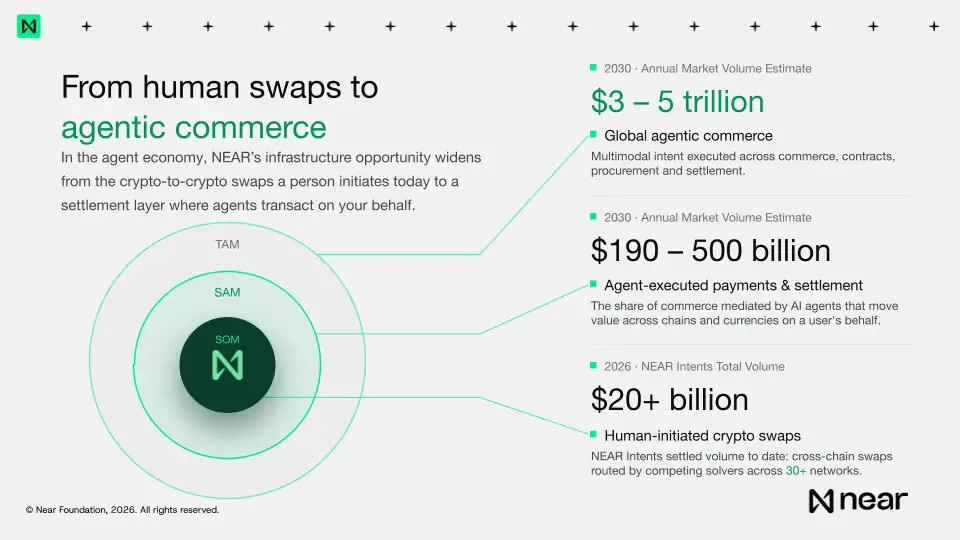 From human swaps to
agentic commerce
In the agent economy, NEAR’s infrastructure opportunity widens
from the crypto-to-crypto swaps a person initiates today to a
settlement layer where agents transact on your behalf.
TAM
SAM
SOM
2030 · Annual Market Volume Estimate
$3 – 5 trillion
Global agentic commerce
Multimodal intent executed across commerce, contracts,
procurement and settlement.
2030 · Annual Market Volume Estimate
$190 – 500 billion
Agent-executed payments & settlement
The share of commerce mediated by AI agents that move
value across chains and currencies on a user's behalf.
2026 · NEAR Intents Total Volume
$20+ billion
Human-initiated crypto swaps
NEAR Intents settled volume to date: cross-chain swaps
routed by competing solvers across 30+ networks.
© Near Foundation, 2026. All rights reserved.
near